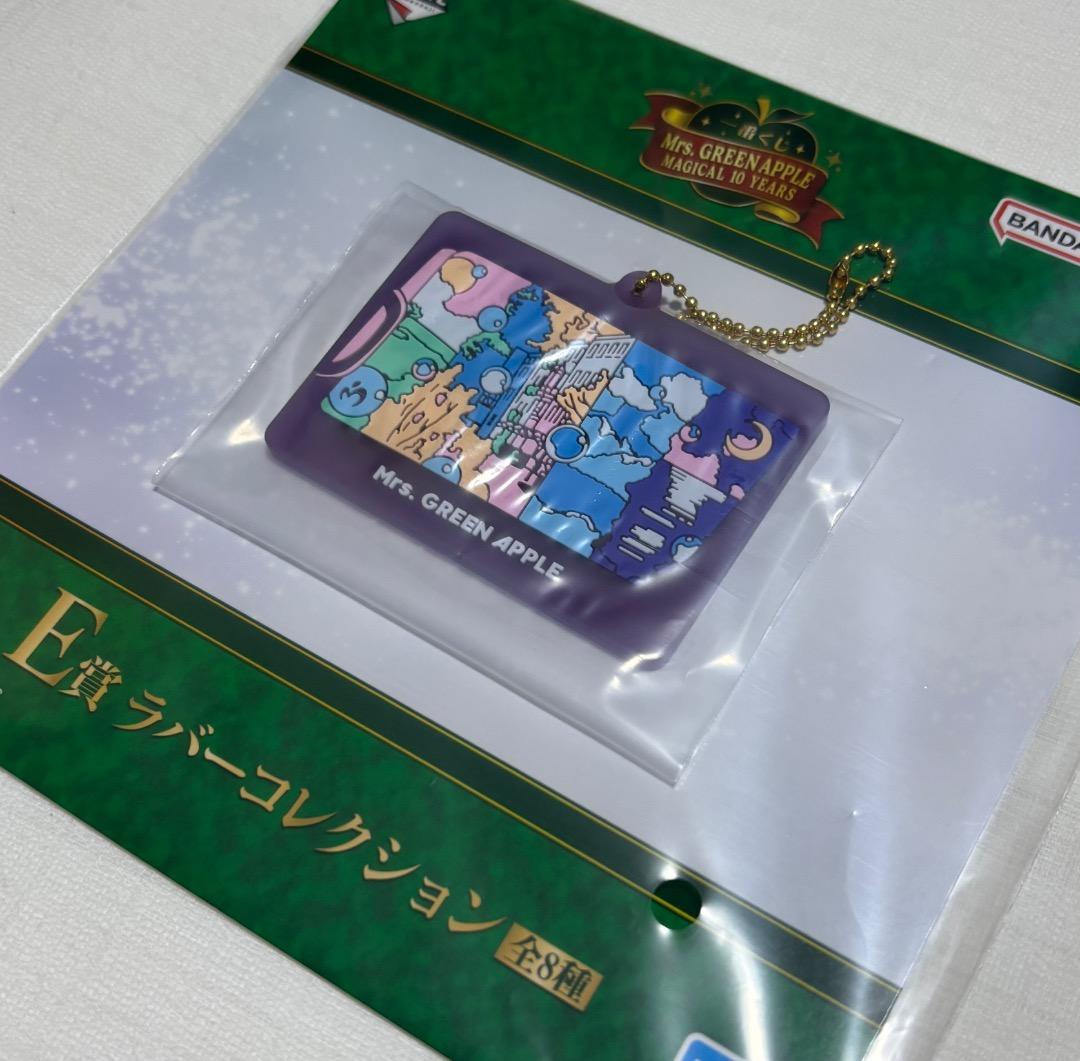 一番くじ
Mrs. GREEN APPLE
MAGICAL 10 YEARS
BANDA
Mrs. GREEN APPLE
E賞 ラバーコレクション 全8種